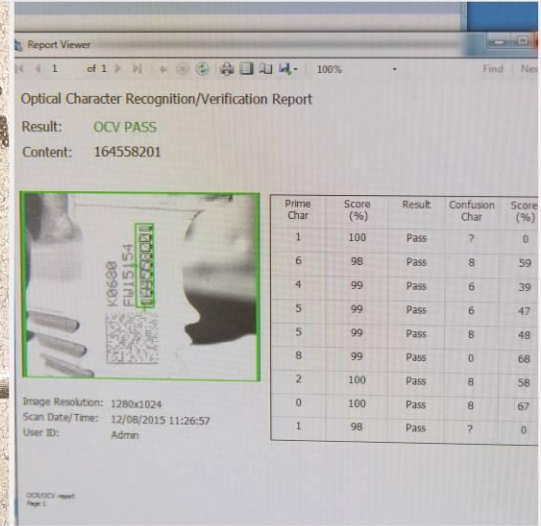 Report Viewer
1 of 1 100% Find
Optical Character Recognition/Verification Report
Result: OCV PASS
Content: 164558201
K0680
FW15154
Prime Char Score (%) Result Confusion Char Score (%)
1 100 Pass ? 0
6 98 Pass 8 59
4 99 Pass 6 39
5 99 Pass 6 47
5 99 Pass 8 48
8 99 Pass 0 68
2 100 Pass 8 58
0 100 Pass 8 67
1 98 Pass ? 0
Image Resolution: 1280x1024
Scan Date/Time: 12/08/2015 11:26:57
User ID: Admin
OCR/OCV report
Page 1